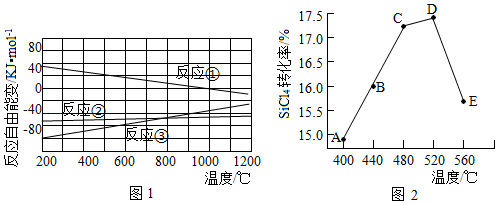 反应自由能变/KJ•mol-1
80
40
0
-40
-80
反应①
反应②
反应③
200 400 600 800 1000 1200
温度/℃
图1
SiCl4转化率/%
17.5
17.0
16.5
16.0
15.5
15.0
A
B
C
D
E
400 440 480 520 560
温度/℃
图2